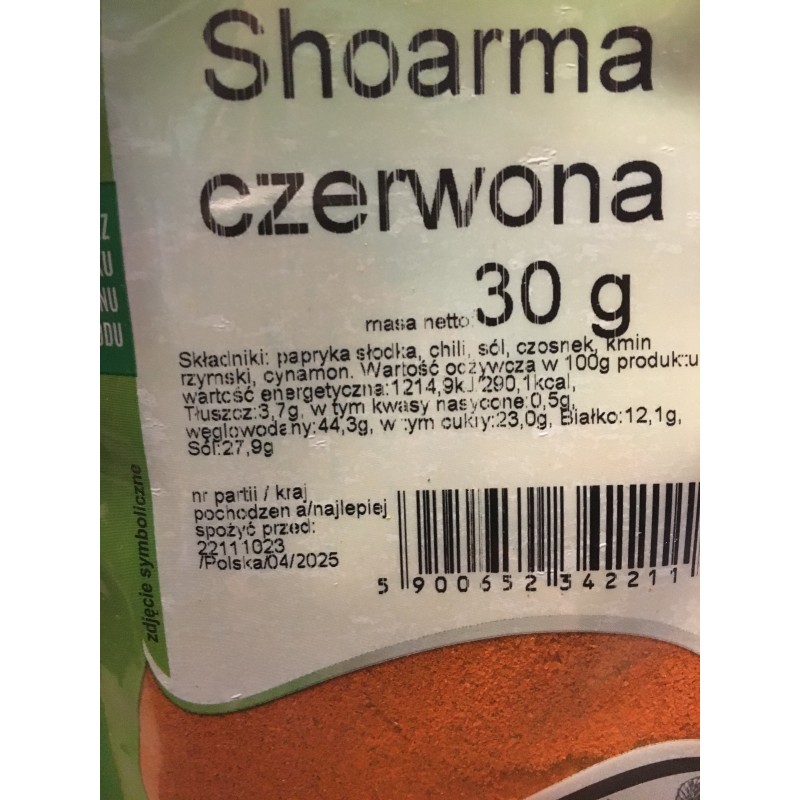 Shoarma
czerwona
masa netto: 30 g
Składniki: papryka słodka, chili, sól, czosnek, kmin
rzymski, cynamon. Wartość odżywcza w 100g produktu
wartość energetyczna:1214,9kJ/290,1kcal,
Tłuszcz:3,7g, w tym kwasy nasycone:0,5g,
węglowodany:44,3g, w tym cukry:23,0g, Białko:12,1g,
Sól:27,9g
nr partii / kraj
pochodzenia/najlepiej
spożyć przed:
22111023
/Polska/04/2025
5 900652 342211
zdjęcie symboliczne